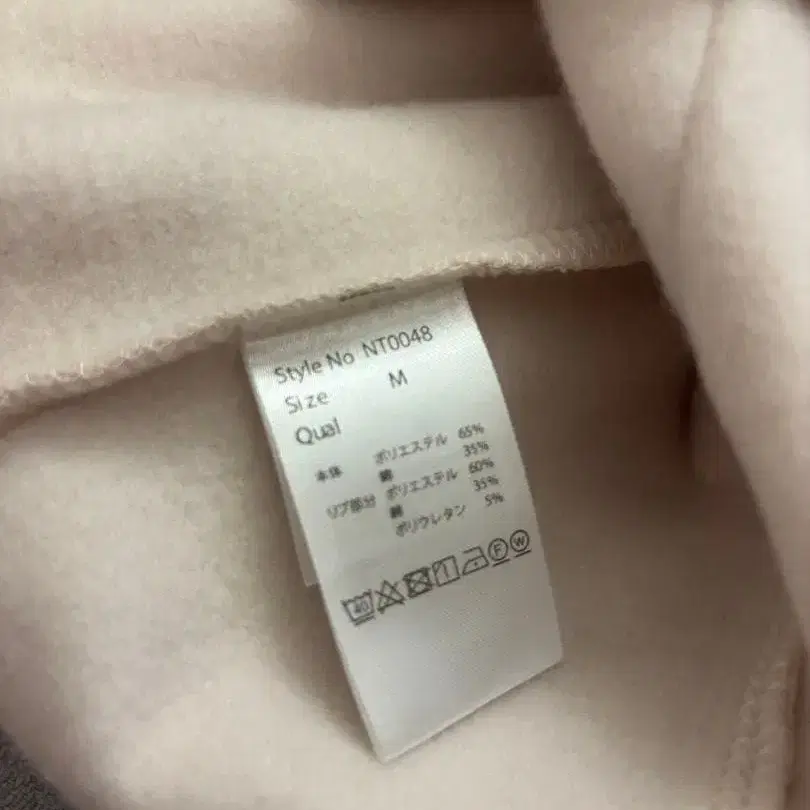 Style No NT0048
Size M
Qual
本体 ポリエステル 65%
綿 35%
リブ部分 ポリエステル 60%
綿 35%
ポリウレタン 5%
40 F W